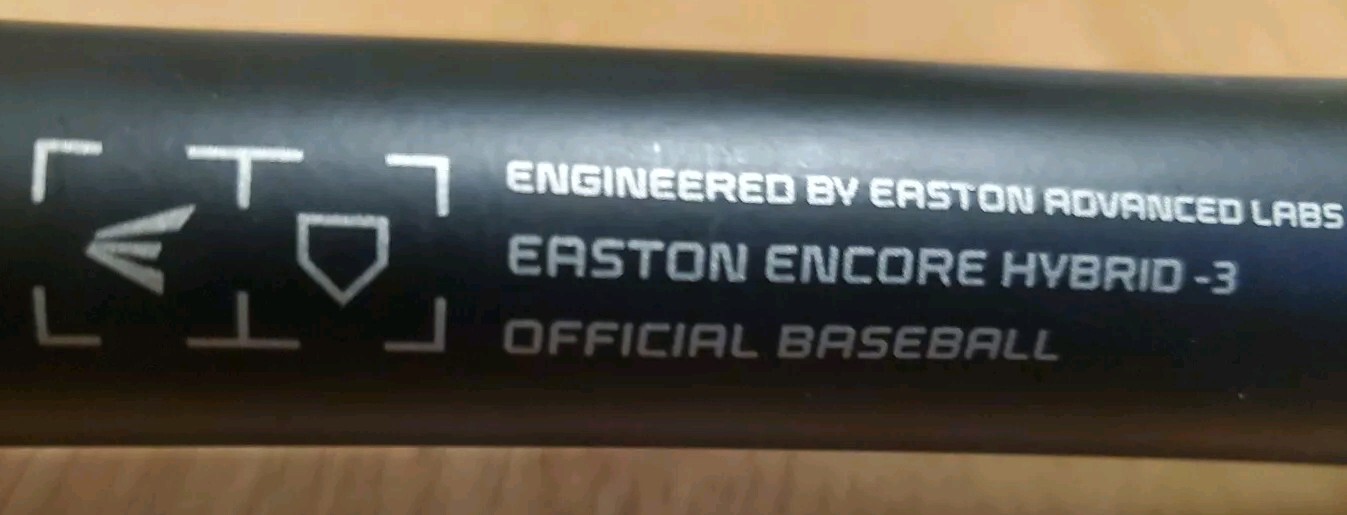 ENGINEERED BY EASTON ADVANCED LABS
EASTON ENCORE HYBRID -3
OFFICIAL BASEBALL